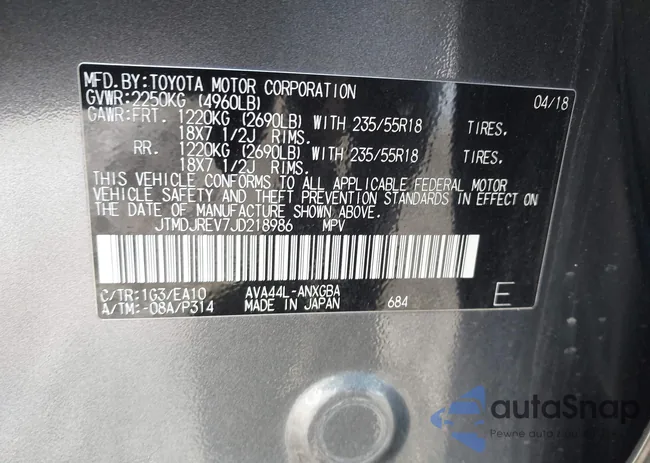 MFD.BY:TOYOTA MOTOR CORPORATION 04/18
GVWR:2250KG (4960LB)
GAWR:FRT. 1220KG (2690LB) WITH 235/55R18 TIRES,
18X7 1/2J RIMS.
RR. 1220KG (2690LB) WITH 235/55R18 TIRES,
18X7 1/2J RIMS.
THIS VEHICLE CONFORMS TO ALL APPLICABLE FEDERAL MOTOR
VEHICLE SAFETY AND THEFT PREVENTION STANDARDS IN EFFECT ON
THE DATE OF MANUFACTURE SHOWN ABOVE.
JTMDJREV7JD218986 MPV
C/TR:1G3/EA10 AVA44L-ANXGBA
A/TM:-08A/P314 MADE IN JAPAN 684 E
autaSnap
Pewne auta z